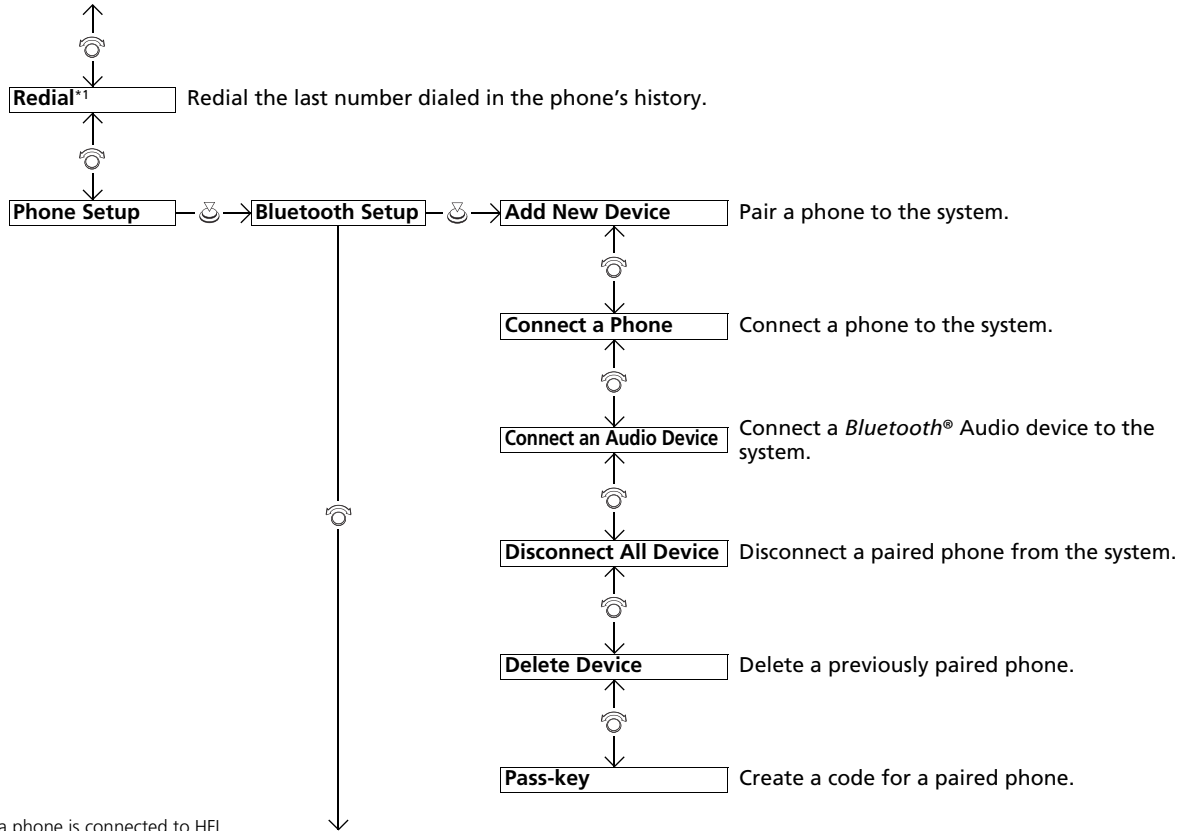 Redial*1 Redial the last number dialed in the phone's history.
Phone Setup Bluetooth Setup Add New Device Pair a phone to the system.
Connect a Phone Connect a phone to the system.
Connect an Audio Device Connect a Bluetooth® Audio device to the
system.
Disconnect All Device Disconnect a paired phone from the system.
Delete Device Delete a previously paired phone.
Pass-key Create a code for a paired phone.
a phone is connected to HFL